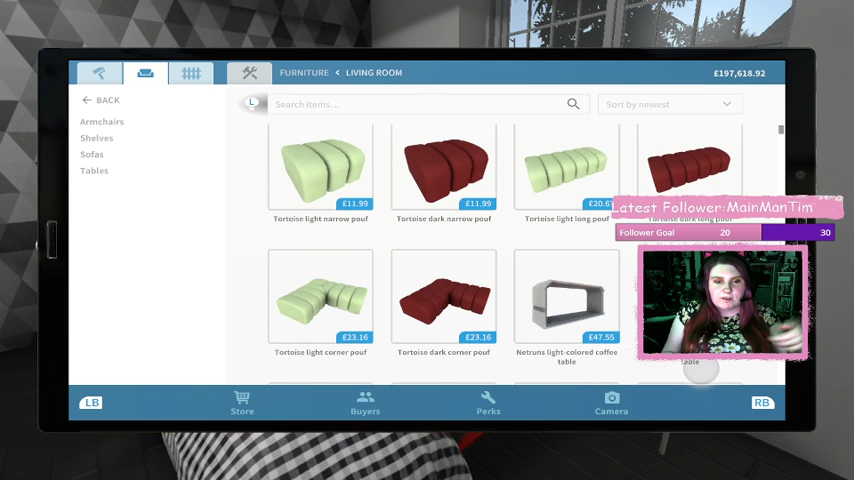 FURNITURE < LIVING ROOM
£197,618.92
← BACK
L
Search items...
Sort by newest
Armchairs
Shelves
Sofas
Tables
£11.99
£11.99
Tortoise light narrow pouf
Tortoise dark narrow pouf
Tortoise light long pouf
Latest Follower:MainManTim
Follower Goal 20 30
£23.16
£23.16
£47.55
Tortoise light corner pouf
Tortoise dark corner pouf
Netruns light-colored coffee
table
table
LB
Store
Buyers
Perks
Camera
RB